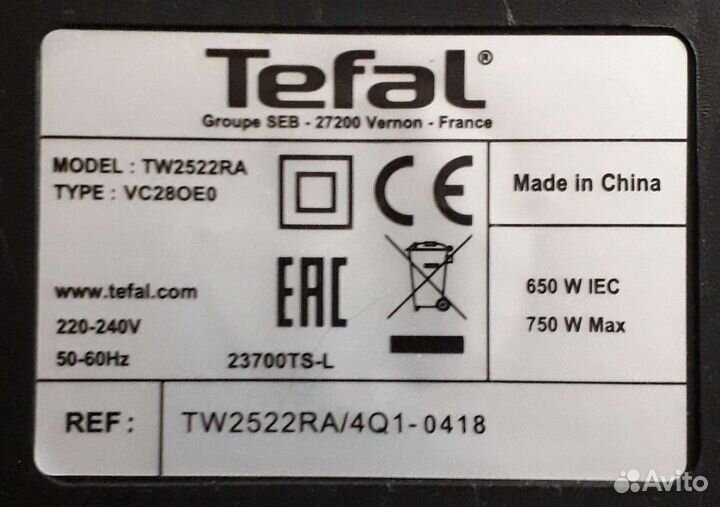 Tefal®
Groupe SEB - 27200 Vernon - France
MODEL : TW2522RA
TYPE : VC28OE0
CE
Made in China
www.tefal.com
220-240V
50-60Hz
EAC
23700TS-L
650 W IEC
750 W Max
REF : TW2522RA/4Q1-0418
Avito